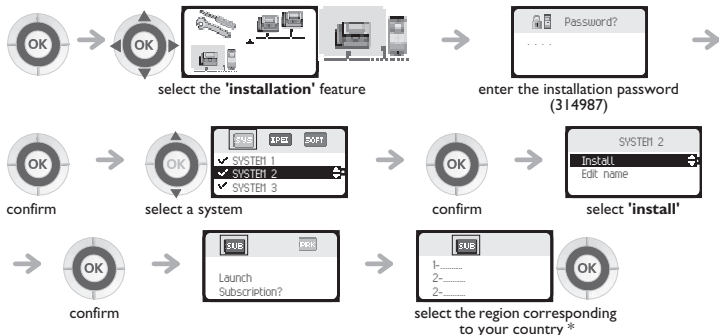 OK
OK
select the 'installation' feature
Password?
. . . .
enter the installation password
(314987)
OK
confirm
OK
SYS IPEI SOFT
SYSTEM 1
SYSTEM 2
SYSTEM 3
select a system
OK
confirm
SYSTEM 2
Install
Edit name
select 'install'
OK
confirm
SUB PRK
Launch
Subscription?
SUB
1-..........
2-..........
2-..........
OK
select the region corresponding
to your country *